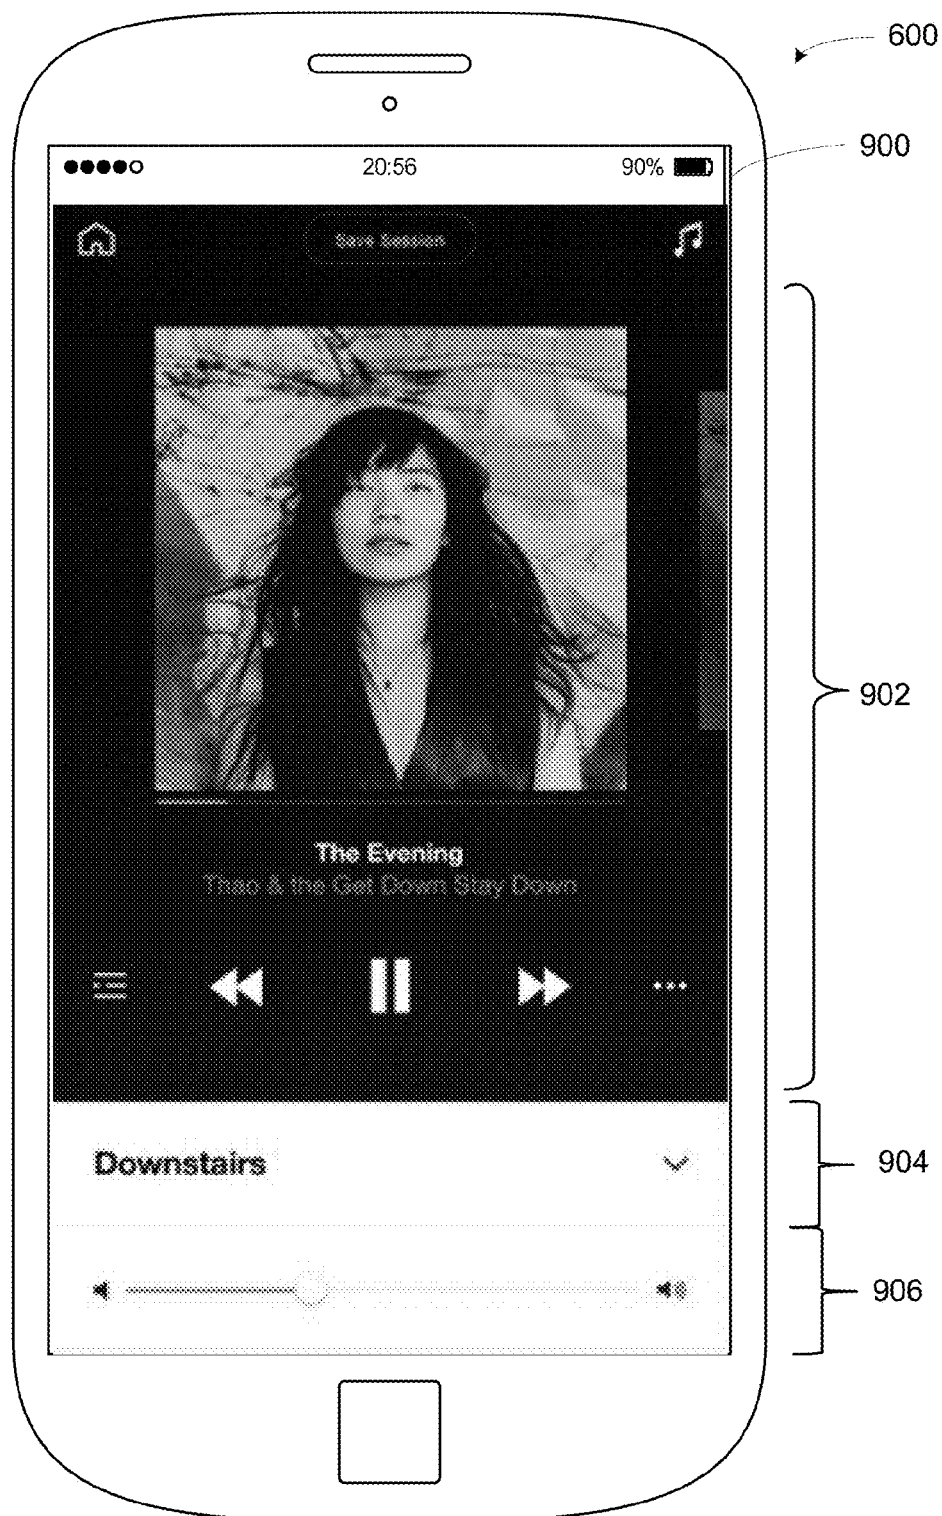 600
900
20:56
90%
Save Session
902
The Evening
Thao & the Get Down Stay Down
Downstairs
904
906